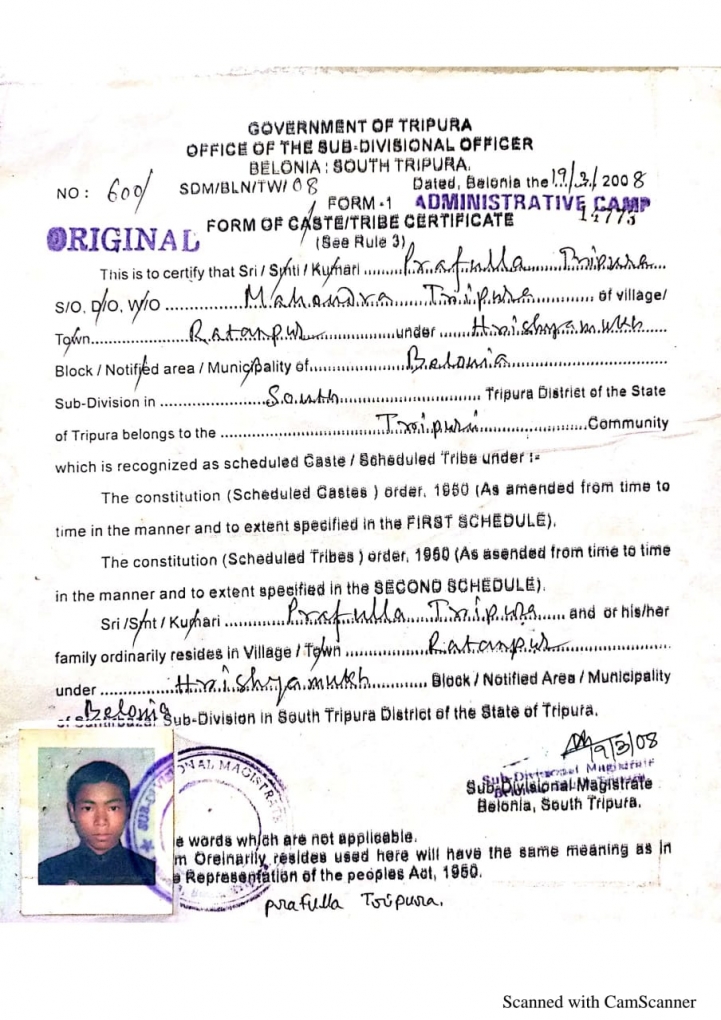 GOVERNMENT OF TRIPURA
OFFICE OF THE SUB-DIVISIONAL OFFICER
BELONIA : SOUTH TRIPURA.
NO : 600/ SDM/BLN/TW/ 08 Dated, Belonia the 19/3/2008
FORM -1 ADMINISTRATIVE CAMP
14773
ORIGINAL FORM OF CASTE/TRIBE CERTIFICATE
(See Rule 3)
This is to certify that Sri / Smti / Kumari ........ Prafulla Tripura
S/O, D/O, W/O ............ Mahandra Tripura ............ of village/
Town............ Ratanpur ............under ...... Hrishyamukh......
Block / Notified area / Municipality of............ Belonia ............
Sub-Division in ............ South ............ Tripura District of the State
of Tripura belongs to the ............ Tripuri ............Community
which is recognized as scheduled Caste / Scheduled Tribe under :-
The constitution (Scheduled Castes ) order, 1950 (As amended from time to
time in the manner and to extent specified in the FIRST SCHEDULE).
The constitution (Scheduled Tribes ) order, 1950 (As asended from time to time
in the manner and to extent specified in the SECOND SCHEDULE).
Sri /Smt / Kumari ........ Prafulla Tripura ...... and or his/her
family ordinarily resides in Village / Town ............ Ratanpur ............
under ........ Hrishyamukh ........ Block / Notified Area / Municipality
of Belonia Sub-Division in South Tripura District of the State of Tripura.
19/3/08
Sub-Divisional Magistrate
Sub-Divisional Magistrate
Belonia, South Tripura.
SUB-DIVISIONAL MAGISTRATE
e words which are not applicable.
m Oreinarily resides used here will have the same meaning as in
e Representation of the peoples Act, 1950.
prafulla Tripura.
Scanned with CamScanner